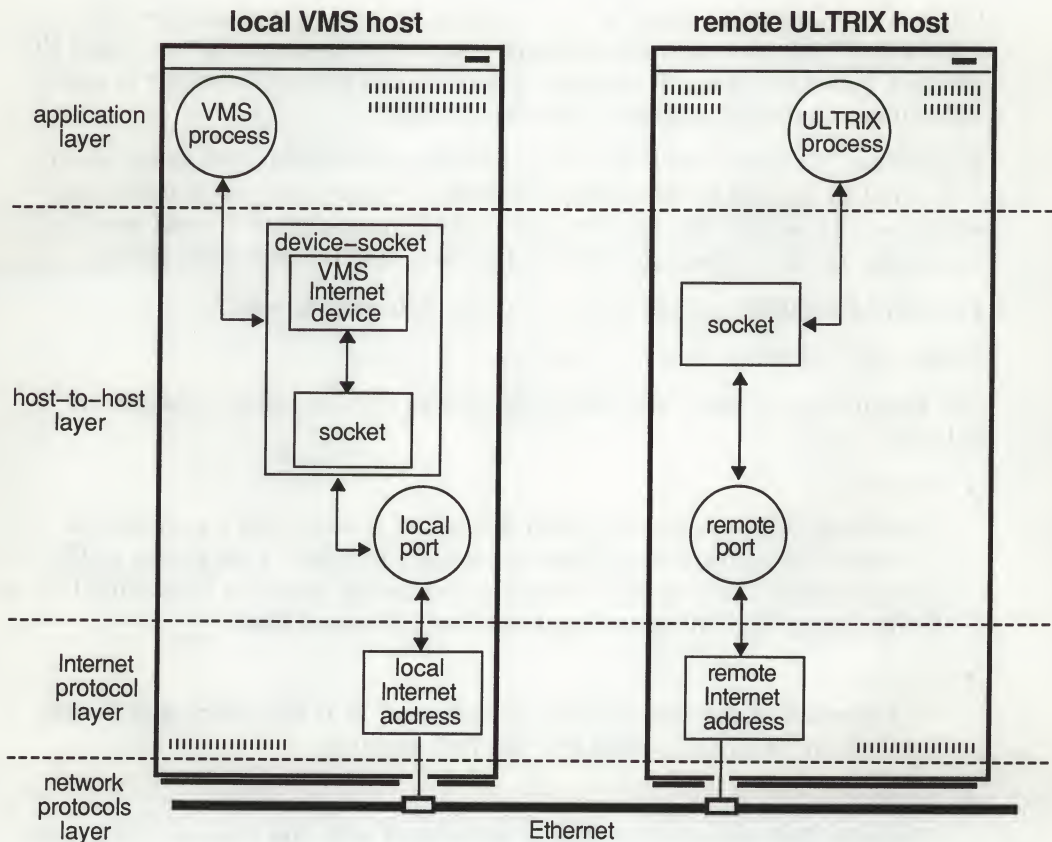 local VMS host
remote ULTRIX host
application
layer
VMS
process
ULTRIX
process
device-socket
VMS
Internet
device
socket
socket
host-to-host
layer
local
port
remote
port
Internet
protocol
layer
local
Internet
address
remote
Internet
address
network
protocols
layer
Ethernet